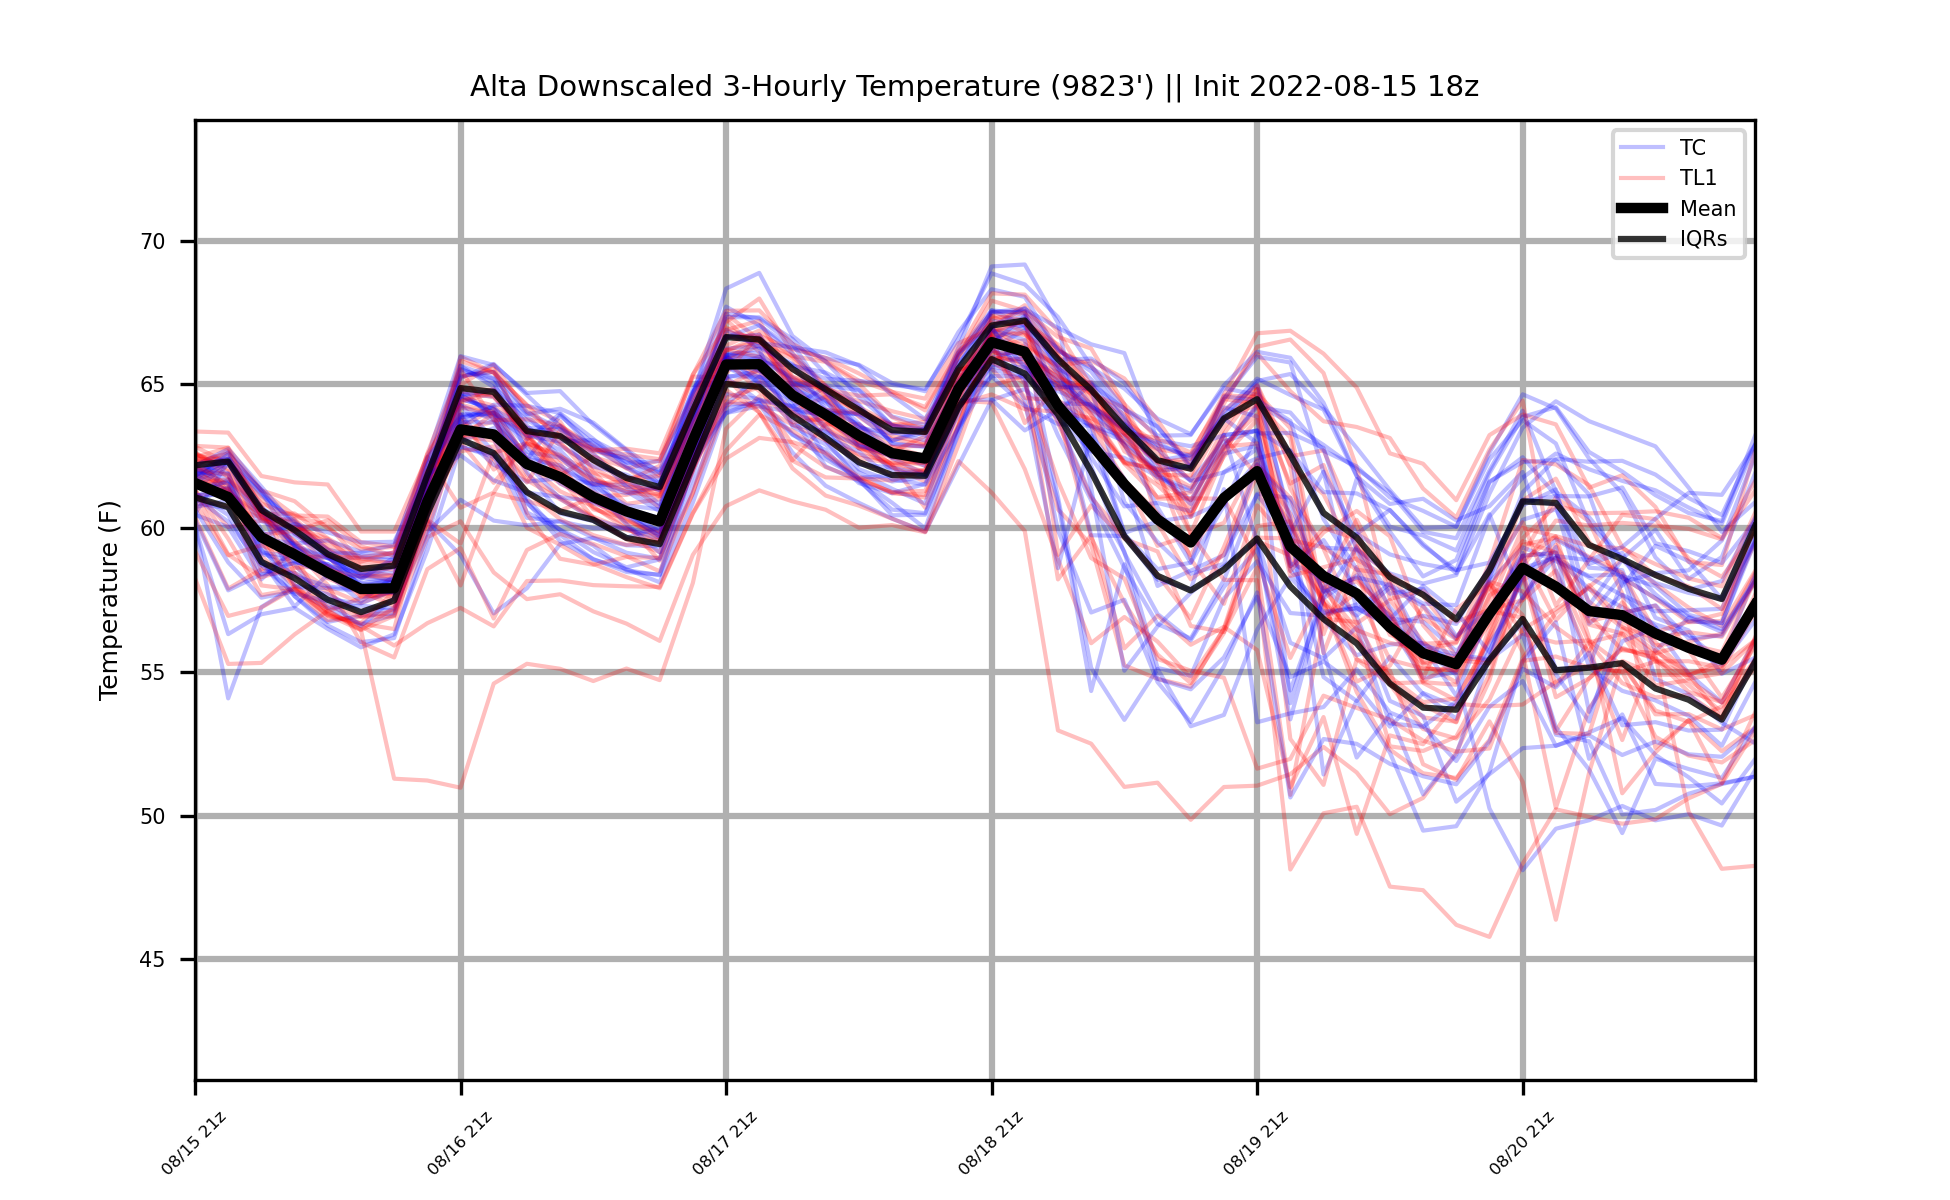 Alta Downscaled 3-Hourly Temperature (9823') || Init 2022-08-15 18z
TC
TL1
Mean
IQRs
Temperature (F)
70
65
60
55
50
45
08/15 21z
08/16 21z
08/17 21z
08/18 21z
08/19 21z
08/20 21z